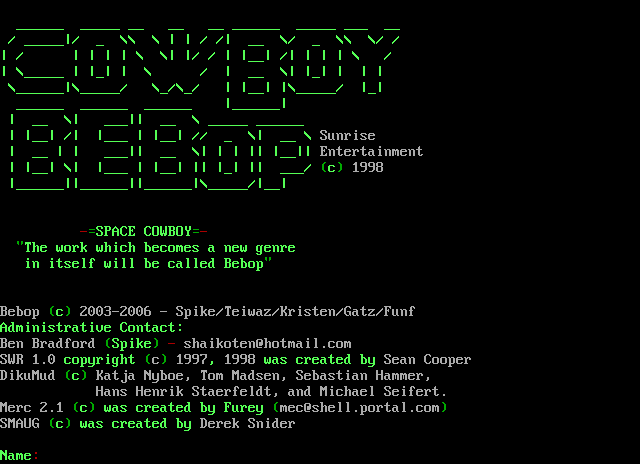 COWBOY
BEBOP
Sunrise
Entertainment
(c) 1998
-=SPACE COWBOY=-
"The work which becomes a new genre
in itself will be called Bebop"
Bebop (c) 2003-2006 - Spike/Teiwaz/Kristen/Gatz/Funf
Administrative Contact:
Ben Bradford (Spike) - shaikoten@hotmail.com
SWR 1.0 copyright (c) 1997, 1998 was created by Sean Cooper
DikuMud (c) Katja Nyboe, Tom Madsen, Sebastian Hammer,
Hans Henrik Staerfeldt, and Michael Seifert.
Merc 2.1 (c) was created by Furey (mec@shell.portal.com)
SMAUG (c) was created by Derek Snider
Name: